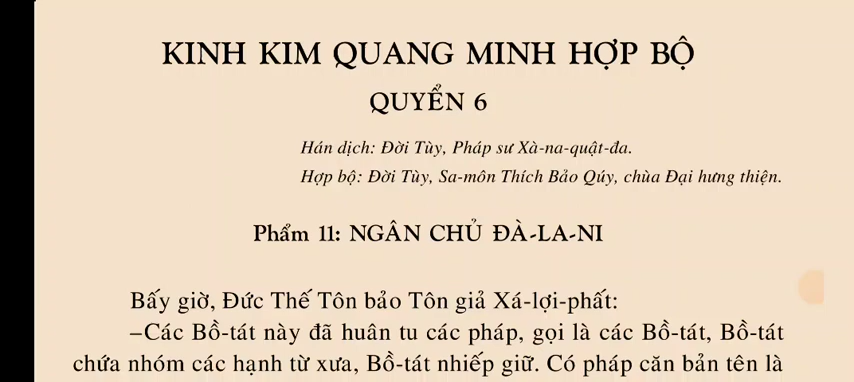 KINH KIM QUANG MINH HỢP BỘ
QUYỂN 6
Hán dịch: Đời Tùy, Pháp sư Xà-na-quật-đa.
Hợp bộ: Đời Tùy, Sa-môn Thích Bảo Qúy, chùa Đại hưng thiện.
Phẩm 11: NGÂN CHỦ ĐÀ-LA-NI
Bấy giờ, Đức Thế Tôn bảo Tôn giả Xá-lợi-phất:
–Các Bồ-tát này đã huân tu các pháp, gọi là các Bồ-tát, Bồ-tát
chứa nhóm các hạnh từ xưa, Bồ-tát nhiếp giữ. Có pháp căn bản tên là